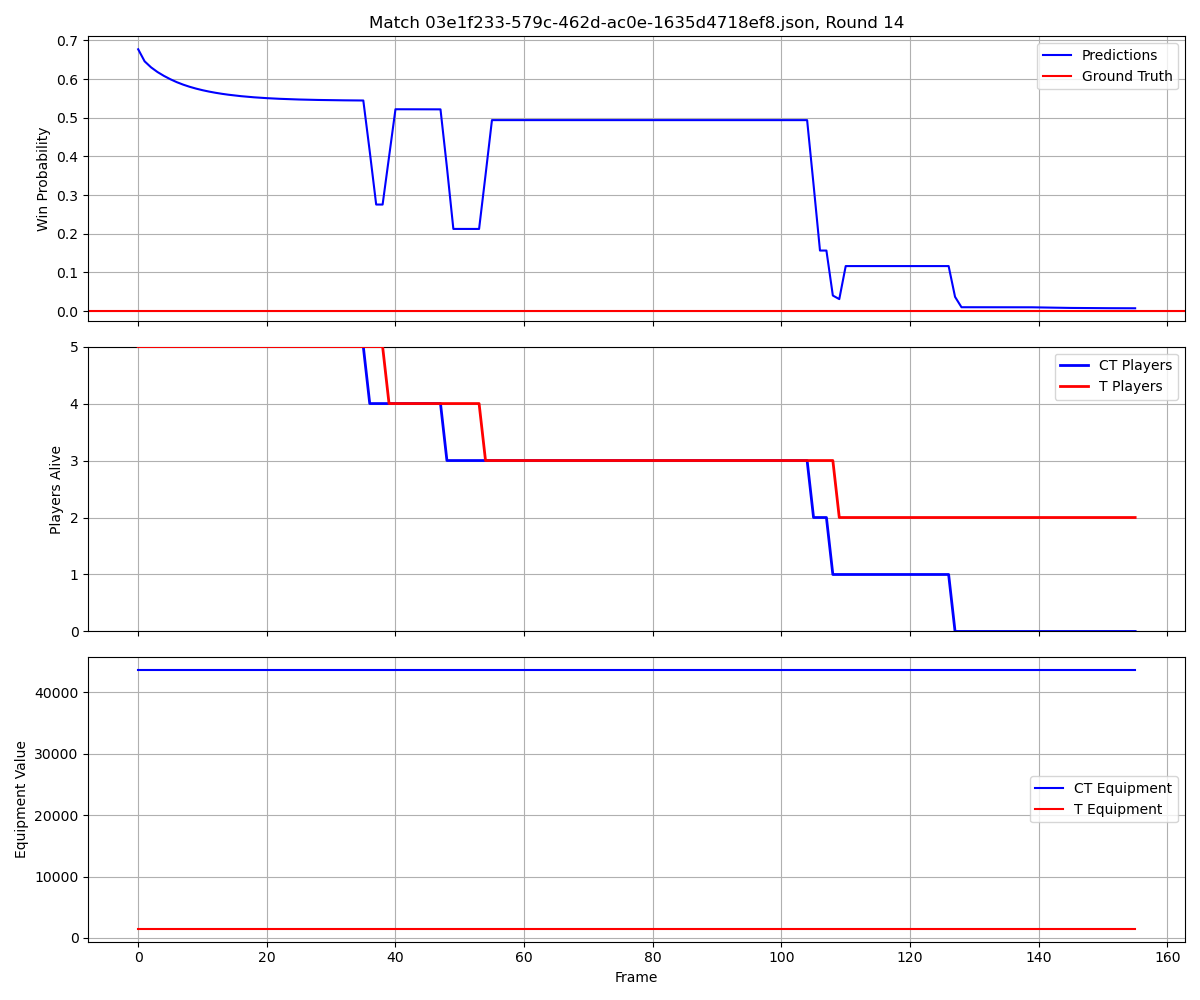 Match 03e1f233-579c-462d-ac0e-1635d4718ef8.json, Round 14
Win Probability
0.7
0.6
0.5
0.4
0.3
0.2
0.1
0.0
Predictions
Ground Truth
Players Alive
5
4
3
2
1
0
CT Players
T Players
Equipment Value
40000
30000
20000
10000
0
CT Equipment
T Equipment
0 20 40 60 80 100 120 140 160
Frame